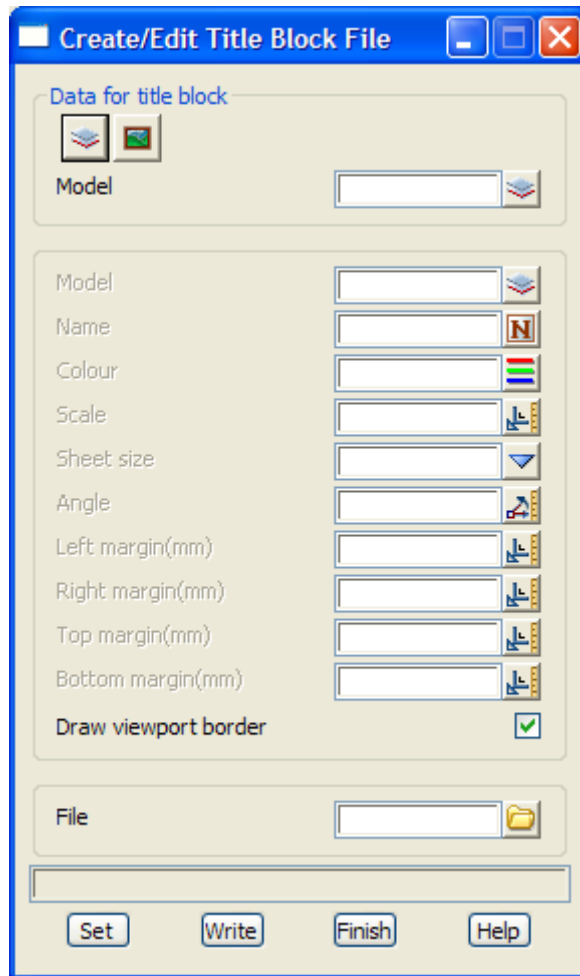 Create/Edit Title Block File
Data for title block
Model
Model
Name
N
Colour
Scale
Sheet size
Angle
Left margin(mm)
Right margin(mm)
Top margin(mm)
Bottom margin(mm)
Draw viewport border
File
Set Write Finish Help